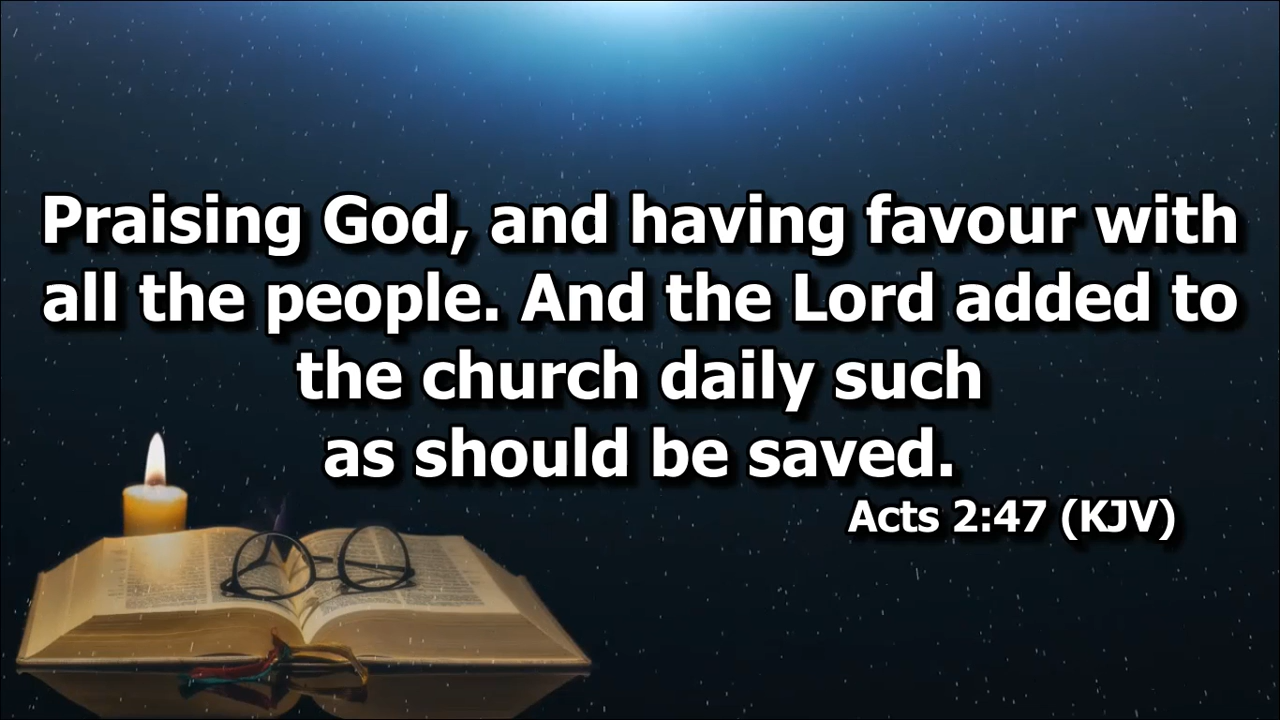 Praising God, and having favour with
all the people. And the Lord added to
the church daily such
as should be saved.
Acts 2:47 (KJV)